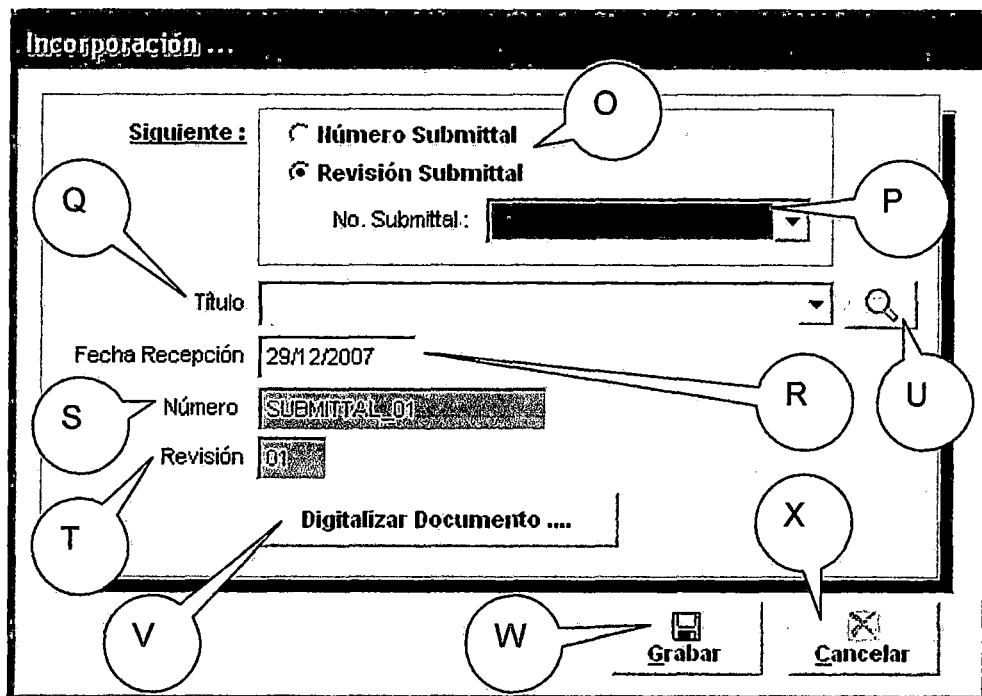 Incorporación ...
O
Siguiente :
Número Submittal
Revisión Submittal
Q
No. Submittal :
P
Título
Fecha Recepción 29/12/2007
R
U
S
Número SUBMITTAL_01
Revisión 01
T
Digitalizar Documento ....
X
V
W
Grabar
Cancelar